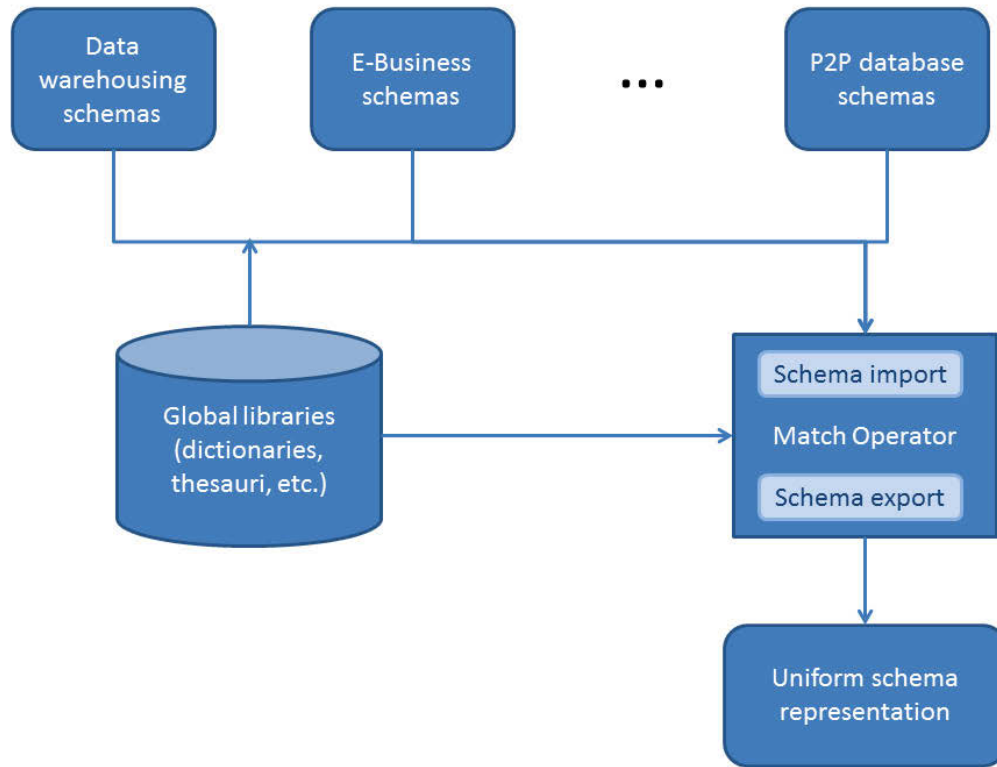 Data
warehousing
schemas
E-Business
schemas
...
P2P database
schemas
Global libraries
(dictionaries,
thesauri, etc.)
Schema import
Match Operator
Schema export
Uniform schema
representation